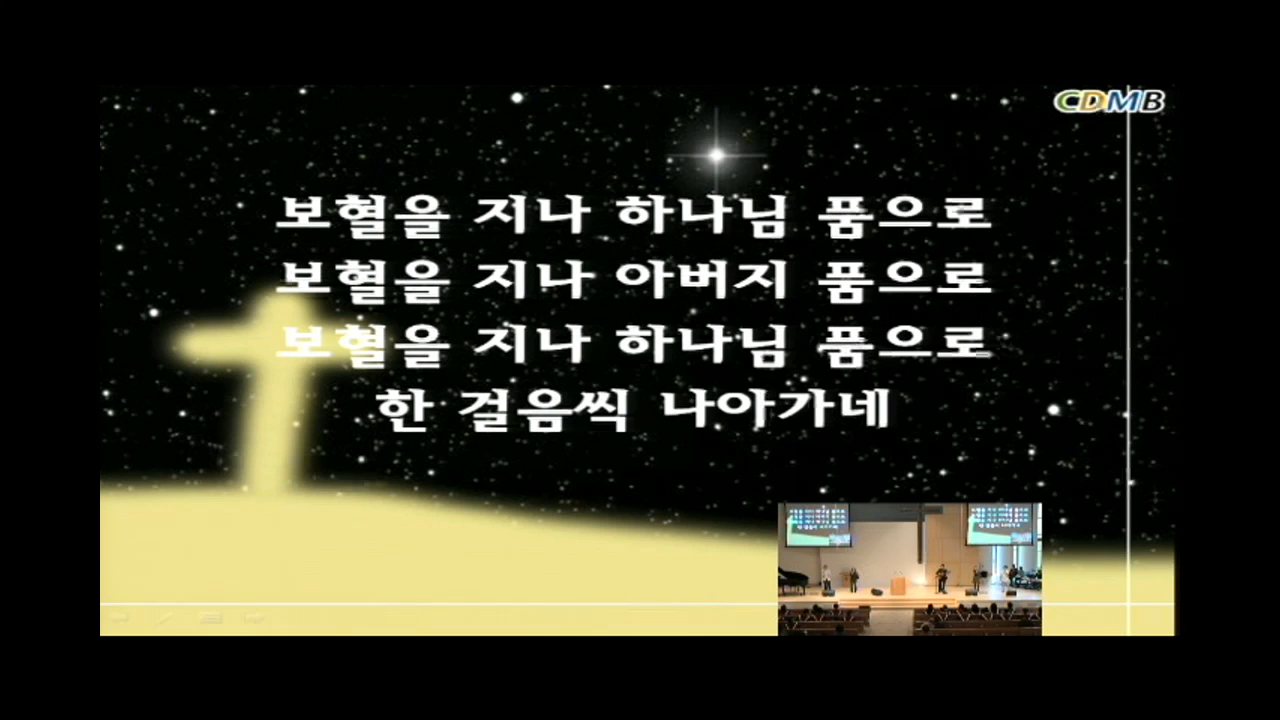 CDMB
보혈을 지나 하나님 품으로
보혈을 지나 아버지 품으로
보혈을 지나 하나님 품으로
한 걸음씩 나아가네